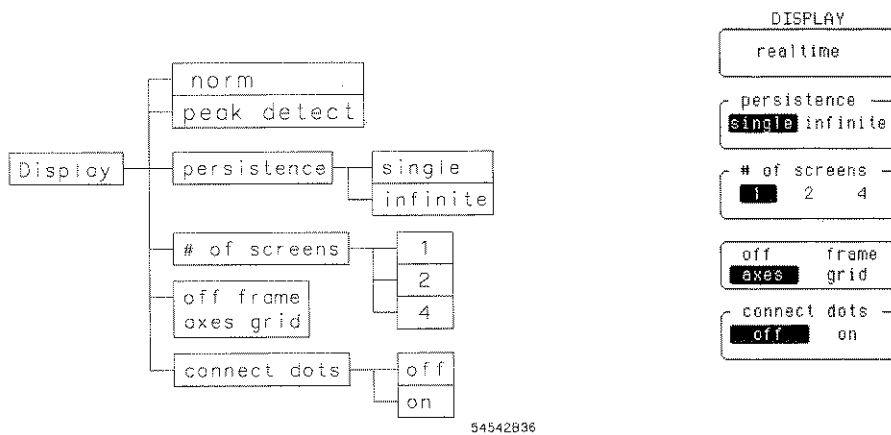 norm
peak detect
Display
persistence
single
infinite
# of screens
1
2
4
off frame
axes grid
connect dots
off
on
54542B36
DISPLAY
realtime
persistence
single infinite
# of screens
1 2 4
off frame
axes grid
connect dots
off on